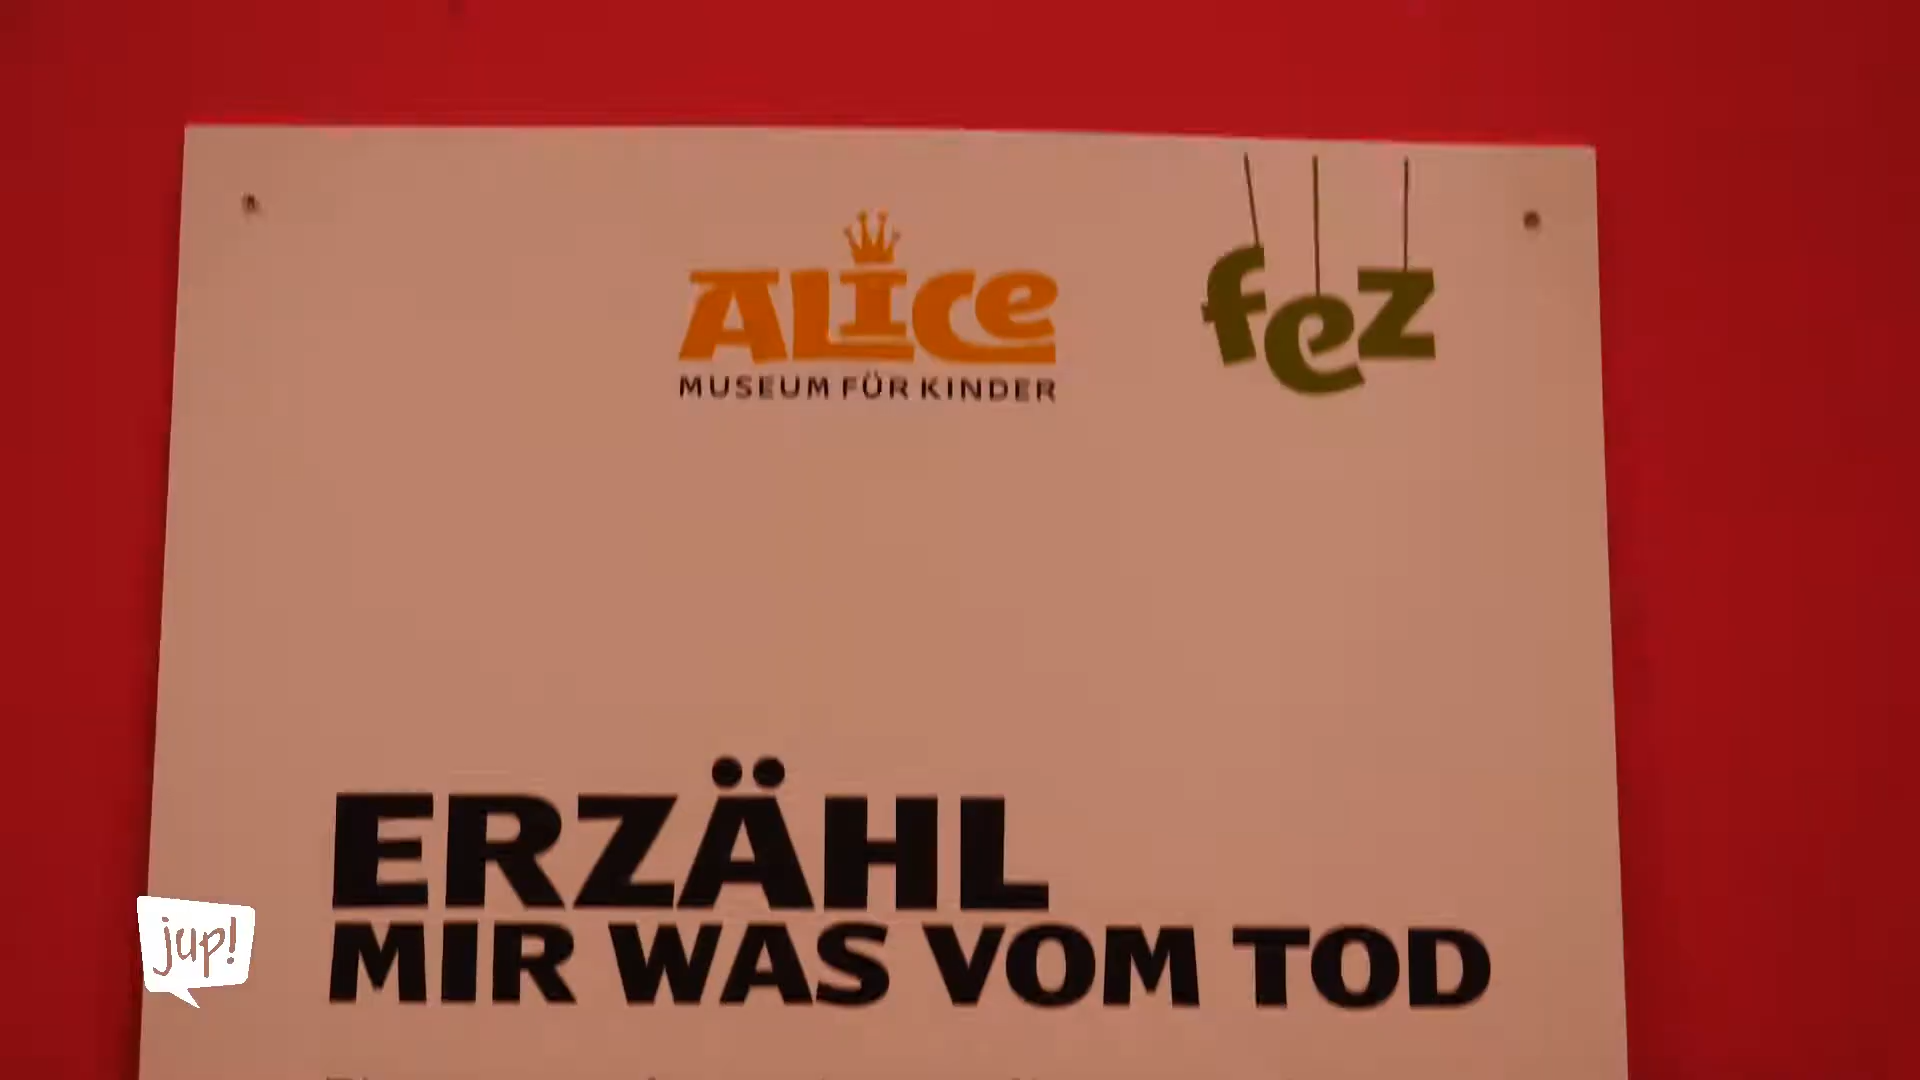 ALICE
MUSEUM FÜR KINDER
fez
ERZÄHL
MIR WAS VOM TOD
jup!